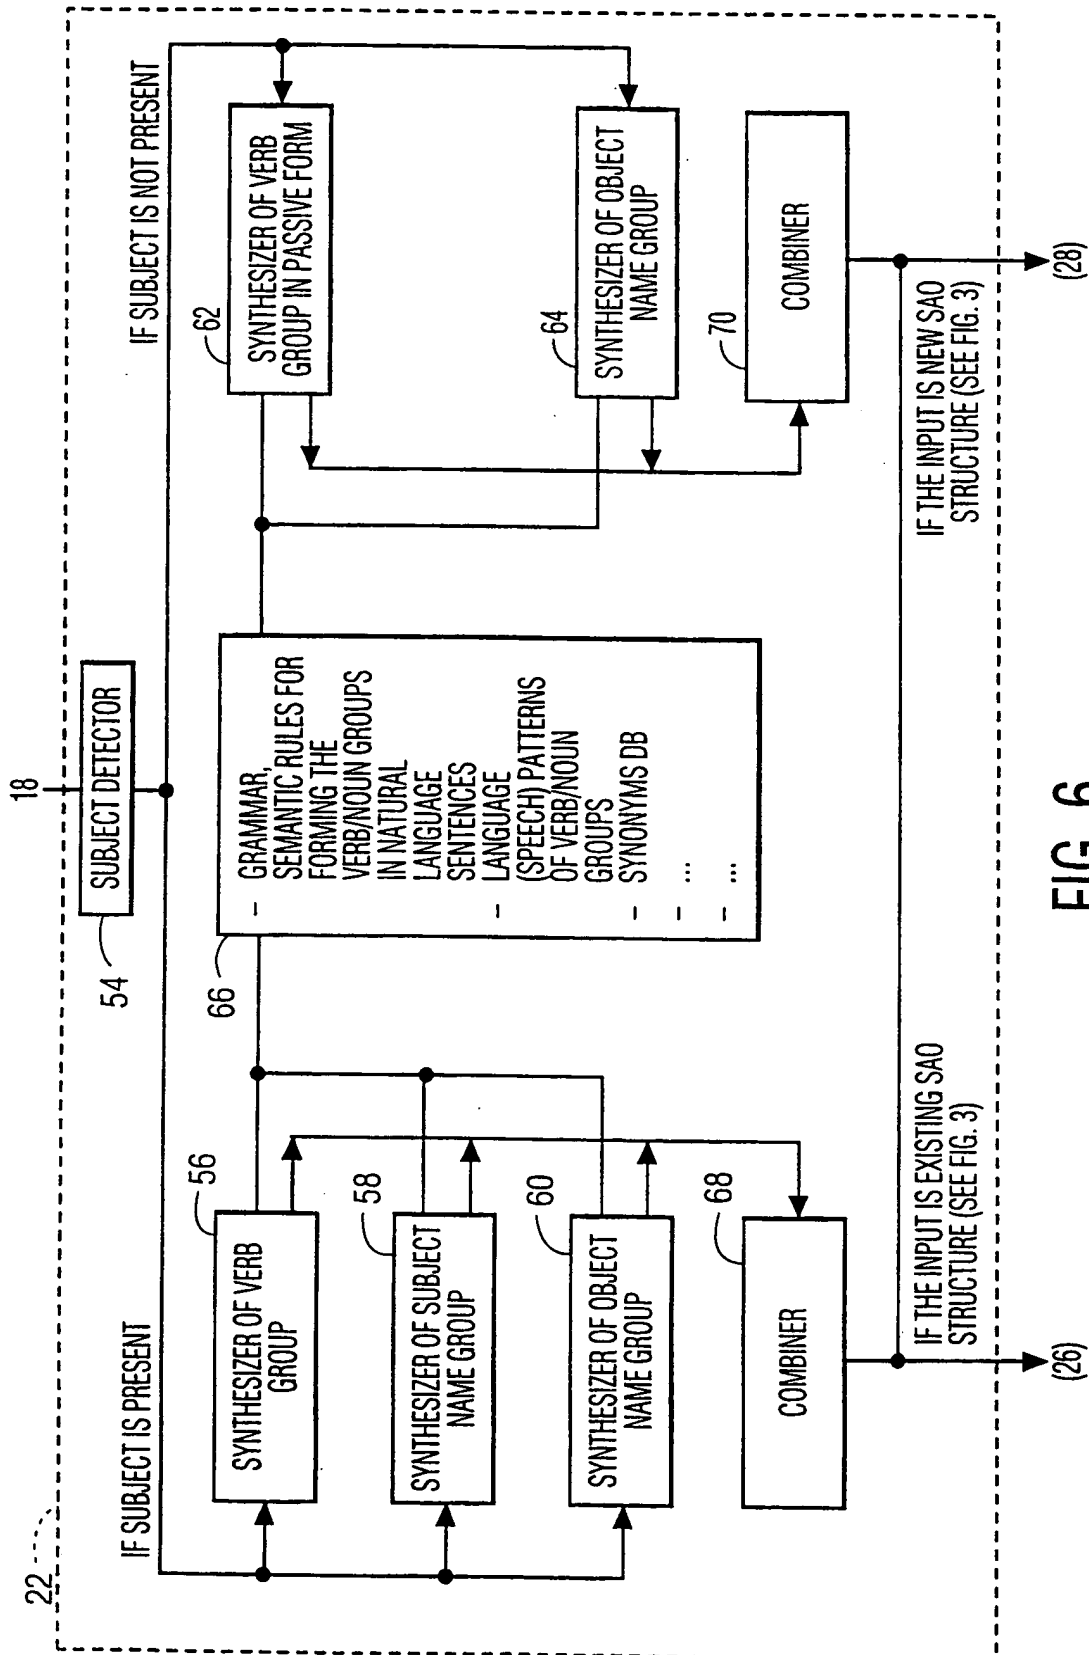 22
18
SUBJECT DETECTOR
54
IF SUBJECT IS PRESENT
IF SUBJECT IS NOT PRESENT
56
SYNTHESIZER OF VERB
GROUP
58
SYNTHESIZER OF SUBJECT
NAME GROUP
60
SYNTHESIZER OF OBJECT
NAME GROUP
68
COMBINER
66
– GRAMMAR,
SEMANTIC RULES FOR
FORMING THE
VERB/NOUN GROUPS
IN NATURAL
LANGUAGE
SENTENCES
– LANGUAGE
(SPEECH) PATTERNS
OF VERB/NOUN
GROUPS
– SYNONYMS DB
– ...
– ...
62
SYNTHESIZER OF VERB
GROUP IN PASSIVE FORM
64
SYNTHESIZER OF OBJECT
NAME GROUP
70
COMBINER
IF THE INPUT IS EXISTING SAO
STRUCTURE (SEE FIG. 3)
(26)
IF THE INPUT IS NEW SAO
STRUCTURE (SEE FIG. 3)
(28)
FIG. 6